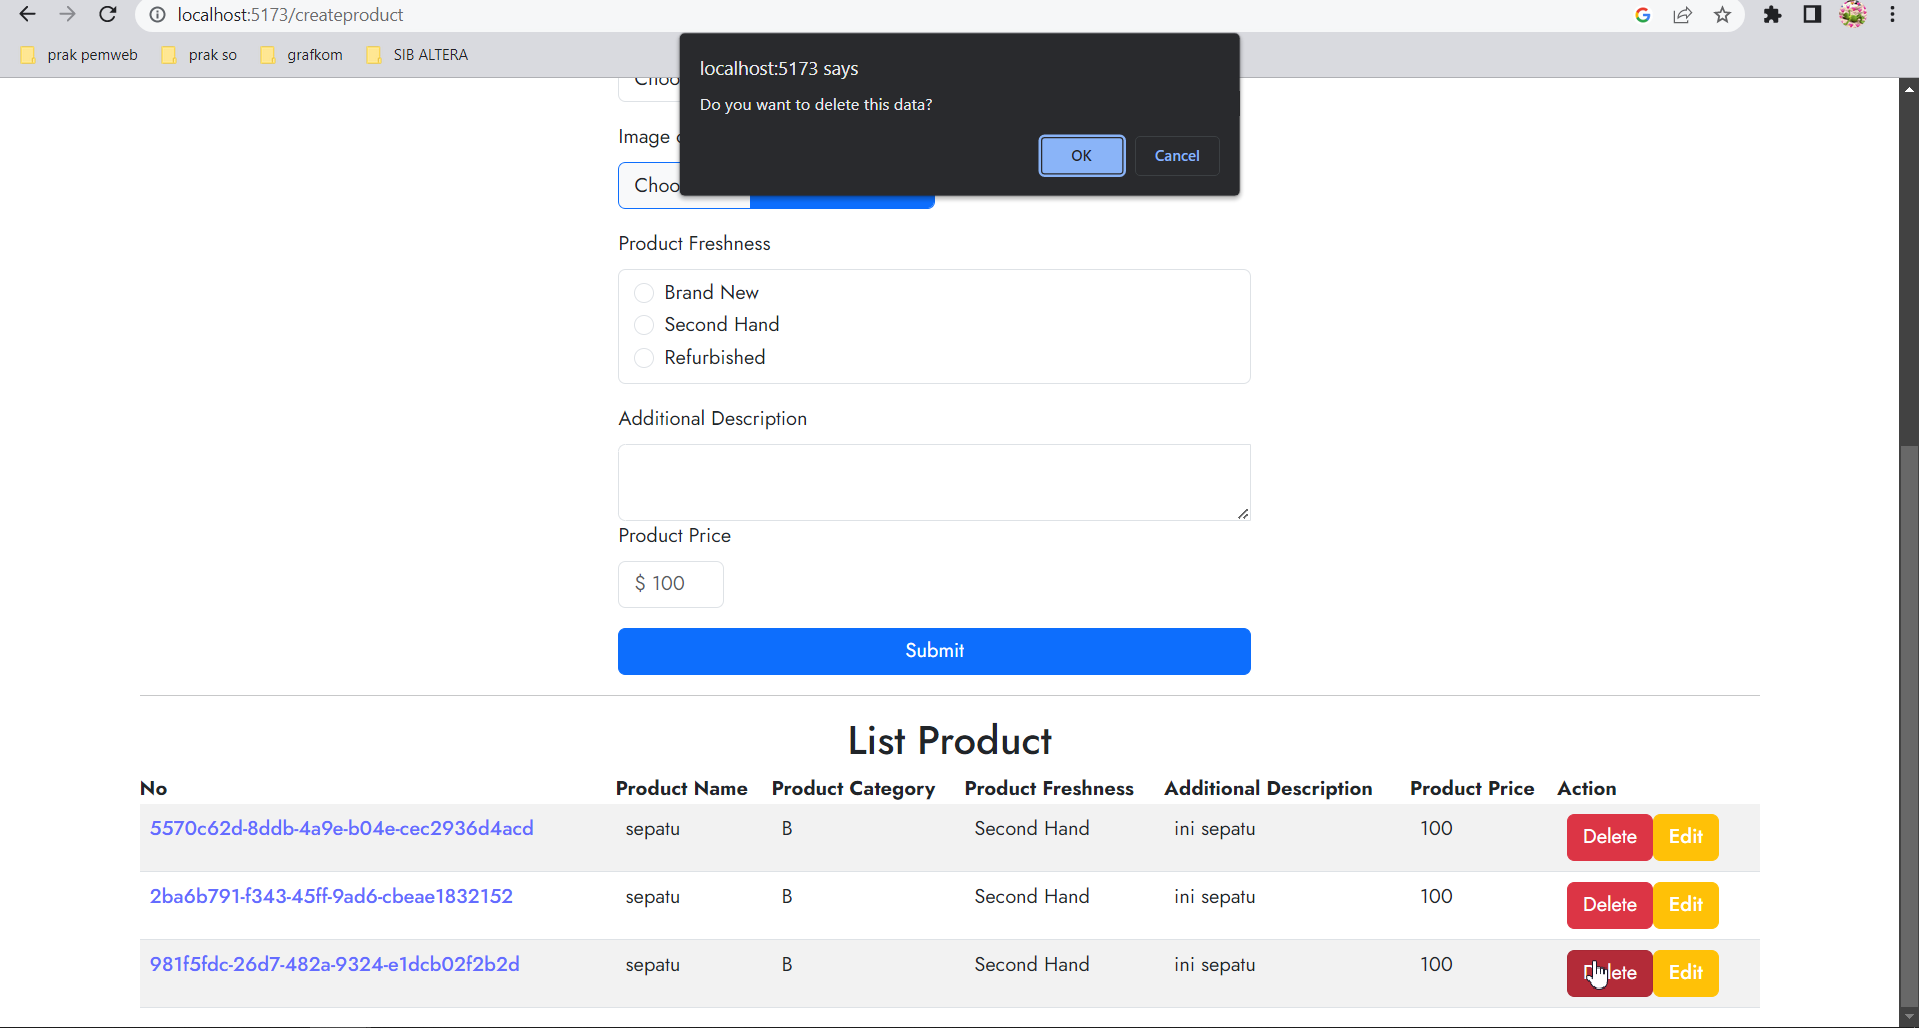 localhost:5173/createproduct
prak pemweb prak so grafkom SIB ALTERA
localhost:5173 says
Do you want to delete this data?
OK Cancel
Image
Product Freshness
Brand New
Second Hand
Refurbished
Additional Description
Product Price
$ 100
Submit
List Product
No Product Name Product Category Product Freshness Additional Description Product Price Action
5570c62d-8ddb-4a9e-b04e-cec2936d4acd sepatu B Second Hand ini sepatu 100 Delete Edit
2ba6b791-f343-45ff-9ad6-cbeae1832152 sepatu B Second Hand ini sepatu 100 Delete Edit
981f5fdc-26d7-482a-9324-e1dcb02f2b2d sepatu B Second Hand ini sepatu 100 Delete Edit